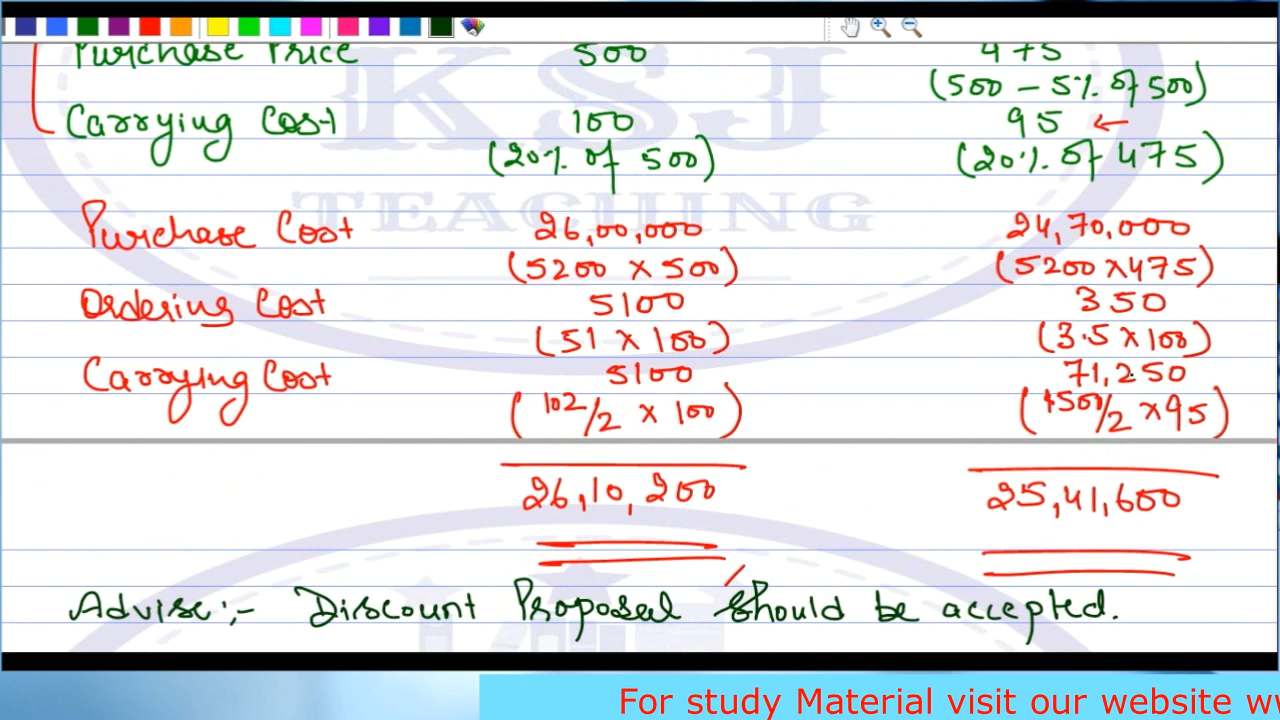 Purchase Price 500 475
(500 - 5% of 500)
Carrying Cost 100 95
(20% of 500) (20% of 475)
Purchase Cost 26,00,000 24,70,000
(5200 x 500) (5200 x 475)
Ordering Cost 5100 350
(51 x 100) (3.5 x 100)
Carrying Cost 5100 71,250
(102/2 x 100) (1500/2 x 95)
26,10,200 25,41,600
Advise:- Discount Proposal should be accepted.
KSJ
TEACHING
For study Material visit our website